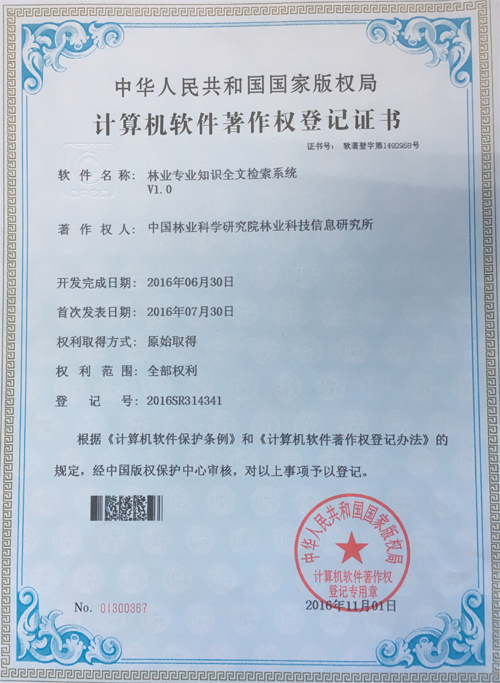 中华人民共和国国家版权局
计算机软件著作权登记证书
证书号： 软著登字第1492958号
软件名称： 林业专业知识全文检索系统
V1.0
著作权人： 中国林业科学研究院林业科技信息研究所
开发完成日期： 2016年06月30日
首次发表日期： 2016年07月30日
权利取得方式： 原始取得
权利范围： 全部权利
登记号： 2016SR314341
根据《计算机软件保护条例》和《计算机软件著作权登记办法》的
规定，经中国版权保护中心审核，对以上事项予以登记。
中华人民共和国国家版权局
计算机软件著作权
登记专用章
No. 01300367
2016年11月01日